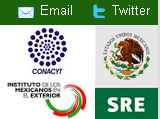 Email
Twitter
CONACYT
ESTADOS UNIDOS MEXICANOS
INSTITUTO DE LOS
MEXICANOS EN
EL EXTERIOR
SRE